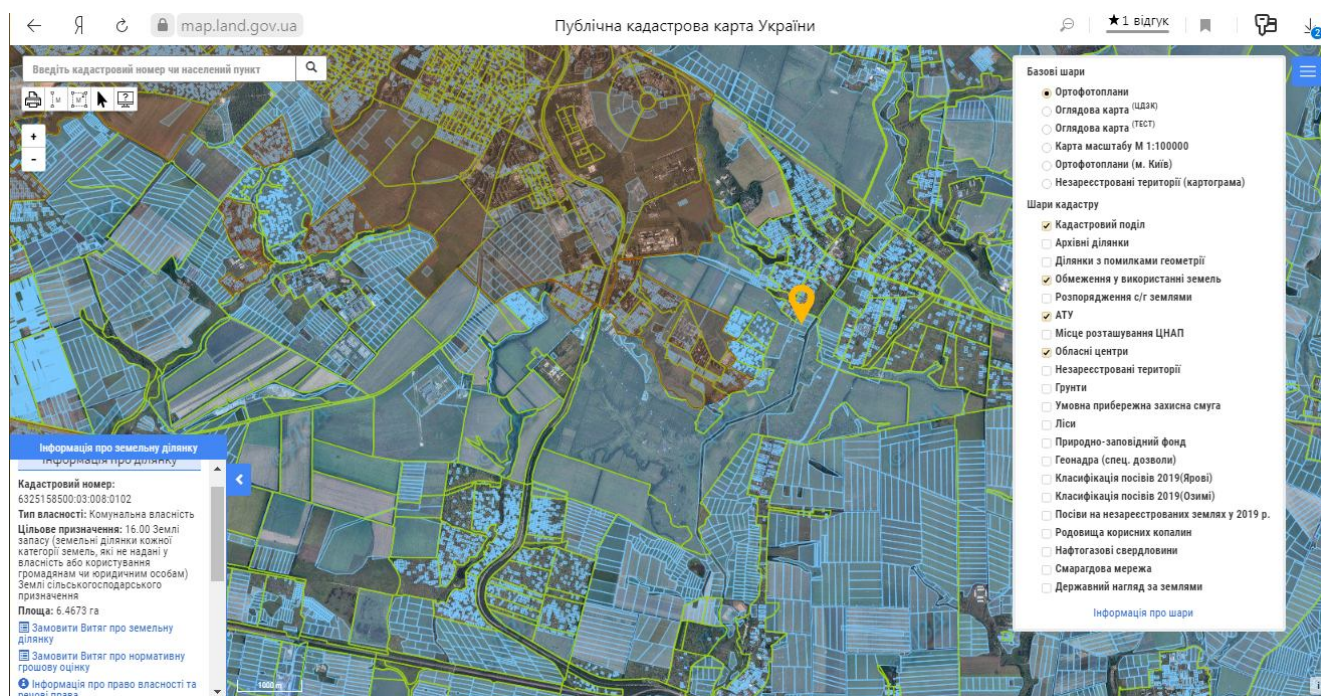 map.land.gov.ua
Публічна кадастрова карта України
★1 відгук
2
Введіть кадастровий номер чи населений пункт
+
-
Базові шари
Ортофотоплани
Оглядова карта (ЦДЗК)
Оглядова карта (ТЕСТ)
Карта масштабу М 1:100000
Ортофотоплани (м. Київ)
Незареєстровані території (картограма)
Шари кадастру
Кадастровий поділ
Архівні ділянки
Ділянки з помилками геометрії
Обмеження у використанні земель
Розпорядження с/г землями
АТУ
Місце розташування ЦНАП
Обласні центри
Незареєстровані території
Грунти
Умовна прибережна захисна смуга
Ліси
Природно-заповідний фонд
Геонадра (спец. дозволи)
Класифікація посівів 2019(Ярові)
Класифікація посівів 2019(Озимі)
Посіви на незареєстрованих землях у 2019 р.
Родовища корисних копалин
Нафтогазові свердловини
Смарагдова мережа
Державний нагляд за землями
Інформація про шари
Інформація про земельну ділянку
Інформація про ділянку
Кадастровий номер:
6325158500:03:008:0102
Тип власності: Комунальна власність
Цільове призначення: 16.00 Землі
запасу (земельні ділянки кожної
категорії земель, які не надані у
власність або користування
громадянам чи юридичним особам)
Землі сільськогосподарського
призначення
Площа: 6.4673 га
Замовити Витяг про земельну
ділянку
Замовити Витяг про нормативну
грошову оцінку
Інформація про право власності та
речові права
1000 m